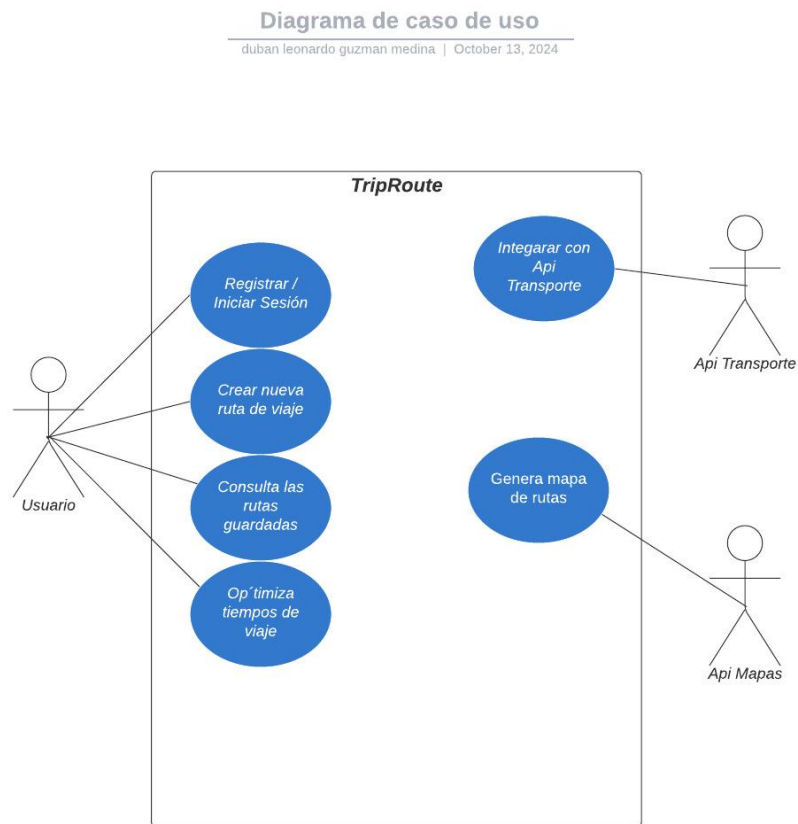 Diagrama de caso de uso
duban leonardo guzman medina | October 13, 2024
TripRoute
Registrar /
Iniciar Sesión
Crear nueva
ruta de viaje
Consulta las
rutas
guardadas
Op´timiza
tiempos de
viaje
Usuario
Integarar con
Api
Transporte
Api Transporte
Genera mapa
de rutas
Api Mapas